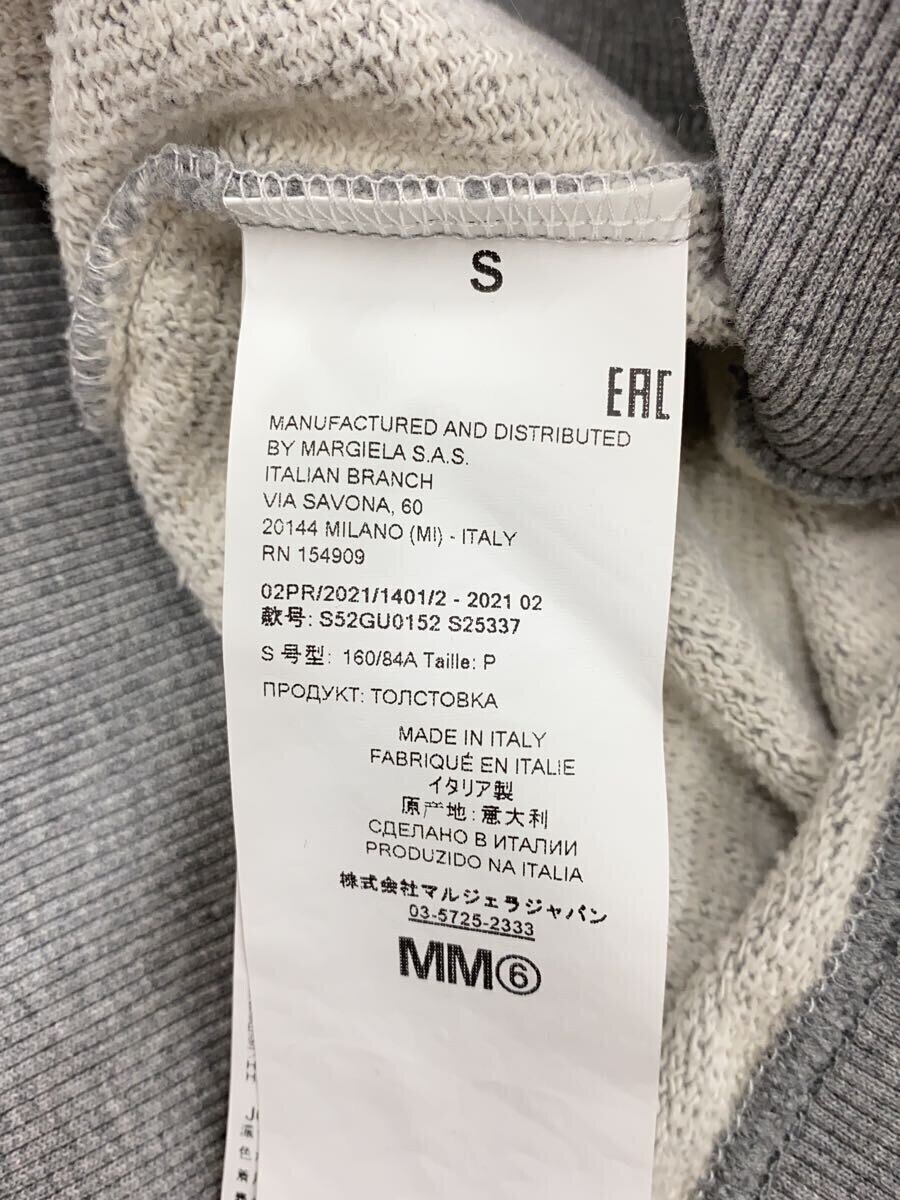 S
EAC
MANUFACTURED AND DISTRIBUTED
BY MARGIELA S.A.S.
ITALIAN BRANCH
VIA SAVONA, 60
20144 MILANO (MI) - ITALY
RN 154909
02PR/2021/1401/2 - 2021 02
款号: S52GU0152 S25337
S 号型: 160/84A Taille: P
ПРОДУКТ: ТОЛСТОВКА
MADE IN ITALY
FABRIQUÉ EN ITALIE
イタリア製
原产地: 意大利
СДЕЛАНО В ИТАЛИИ
PRODUZIDO NA ITALIA
株式会社マルジェラジャパン
03-5725-2333
MM⑥